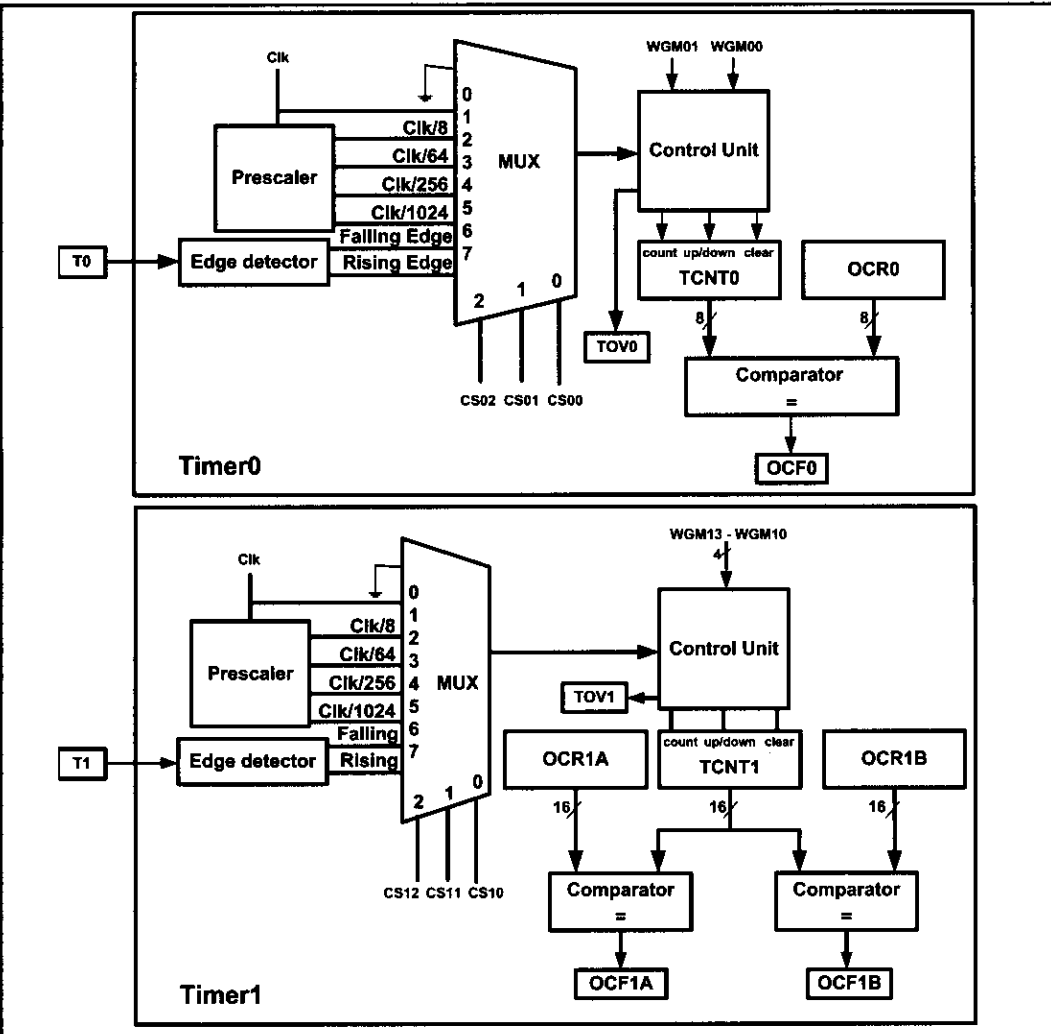 Clk
WGM01 WGM00
0
1
Clk/8
2
Clk/64
3
Clk/256
4
Clk/1024
5
Falling Edge
6
Rising Edge
7
Prescaler
MUX
Control Unit
T0
Edge detector
2 1 0
CS02 CS01 CS00
count up/down clear
TCNT0
OCR0
8
8
TOV0
Comparator
=
OCF0
Timer0
Clk
WGM13 - WGM10
4
0
1
Clk/8
2
Clk/64
3
Clk/256
4
Clk/1024
5
Falling
6
Rising
7
Prescaler
MUX
Control Unit
TOV1
T1
Edge detector
2 1 0
CS12 CS11 CS10
OCR1A
count up/down clear
TCNT1
OCR1B
16
16
16
Comparator
=
Comparator
=
OCF1A
OCF1B
Timer1